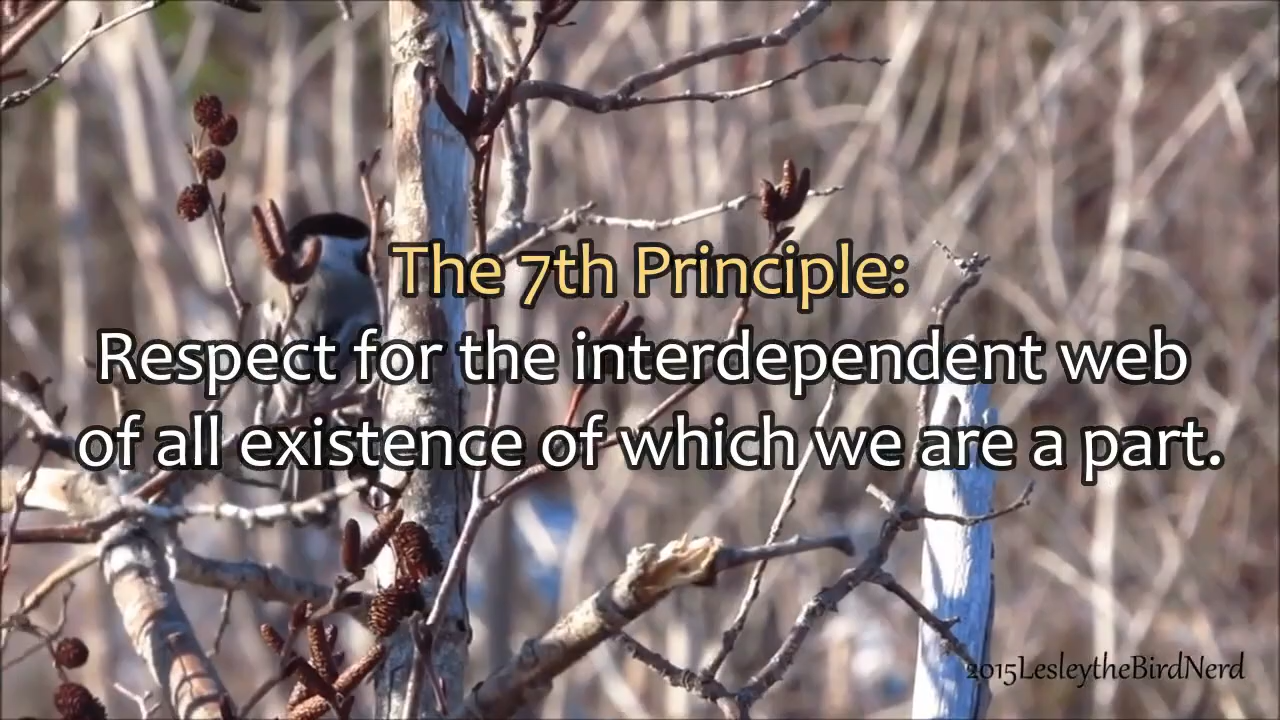 The 7th Principle:
Respect for the interdependent web
of all existence of which we are a part.
2015LesleytheBirdNerd